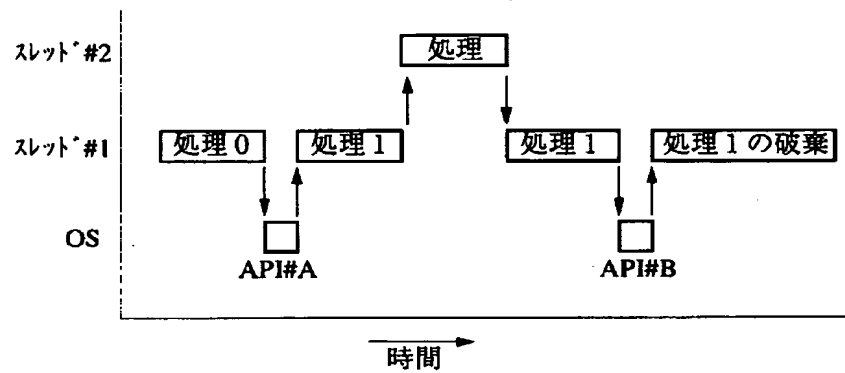 ｽﾚｯﾄﾞ#2
処理
ｽﾚｯﾄﾞ#1
処理0
処理1
処理1
処理1の破棄
OS
API#A
API#B
時間